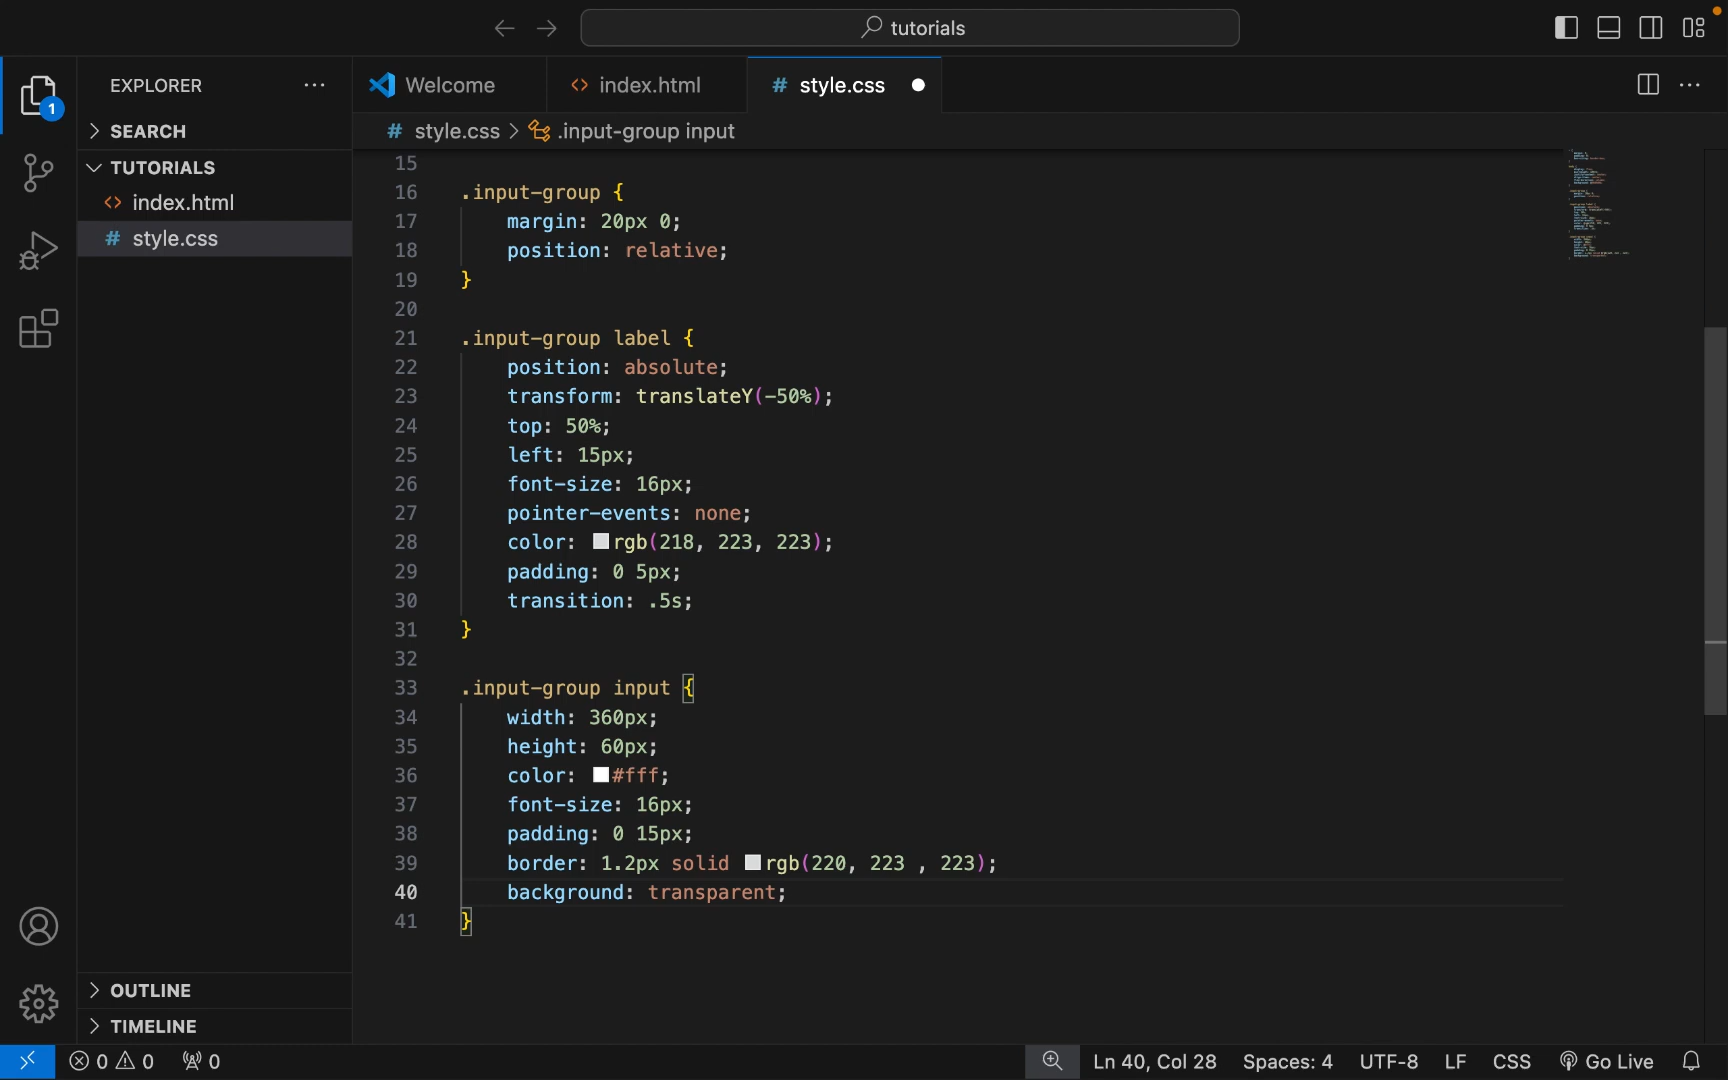 tutorials
EXPLORER
Welcome
index.html
# style.css
1
SEARCH
# style.css > .input-group input
TUTORIALS
<> index.html
# style.css
15
16 .input-group {
17 margin: 20px 0;
18 position: relative;
19 }
20
21 .input-group label {
22 position: absolute;
23 transform: translateY(-50%);
24 top: 50%;
25 left: 15px;
26 font-size: 16px;
27 pointer-events: none;
28 color: rgb(218, 223, 223);
29 padding: 0 5px;
30 transition: .5s;
31 }
32
33 .input-group input {
34 width: 360px;
35 height: 60px;
36 color: #fff;
37 font-size: 16px;
38 padding: 0 15px;
39 border: 1.2px solid rgb(220, 223 , 223);
40 background: transparent;
41 }
OUTLINE
TIMELINE
0 0 0 Ln 40, Col 28 Spaces: 4 UTF-8 LF CSS Go Live